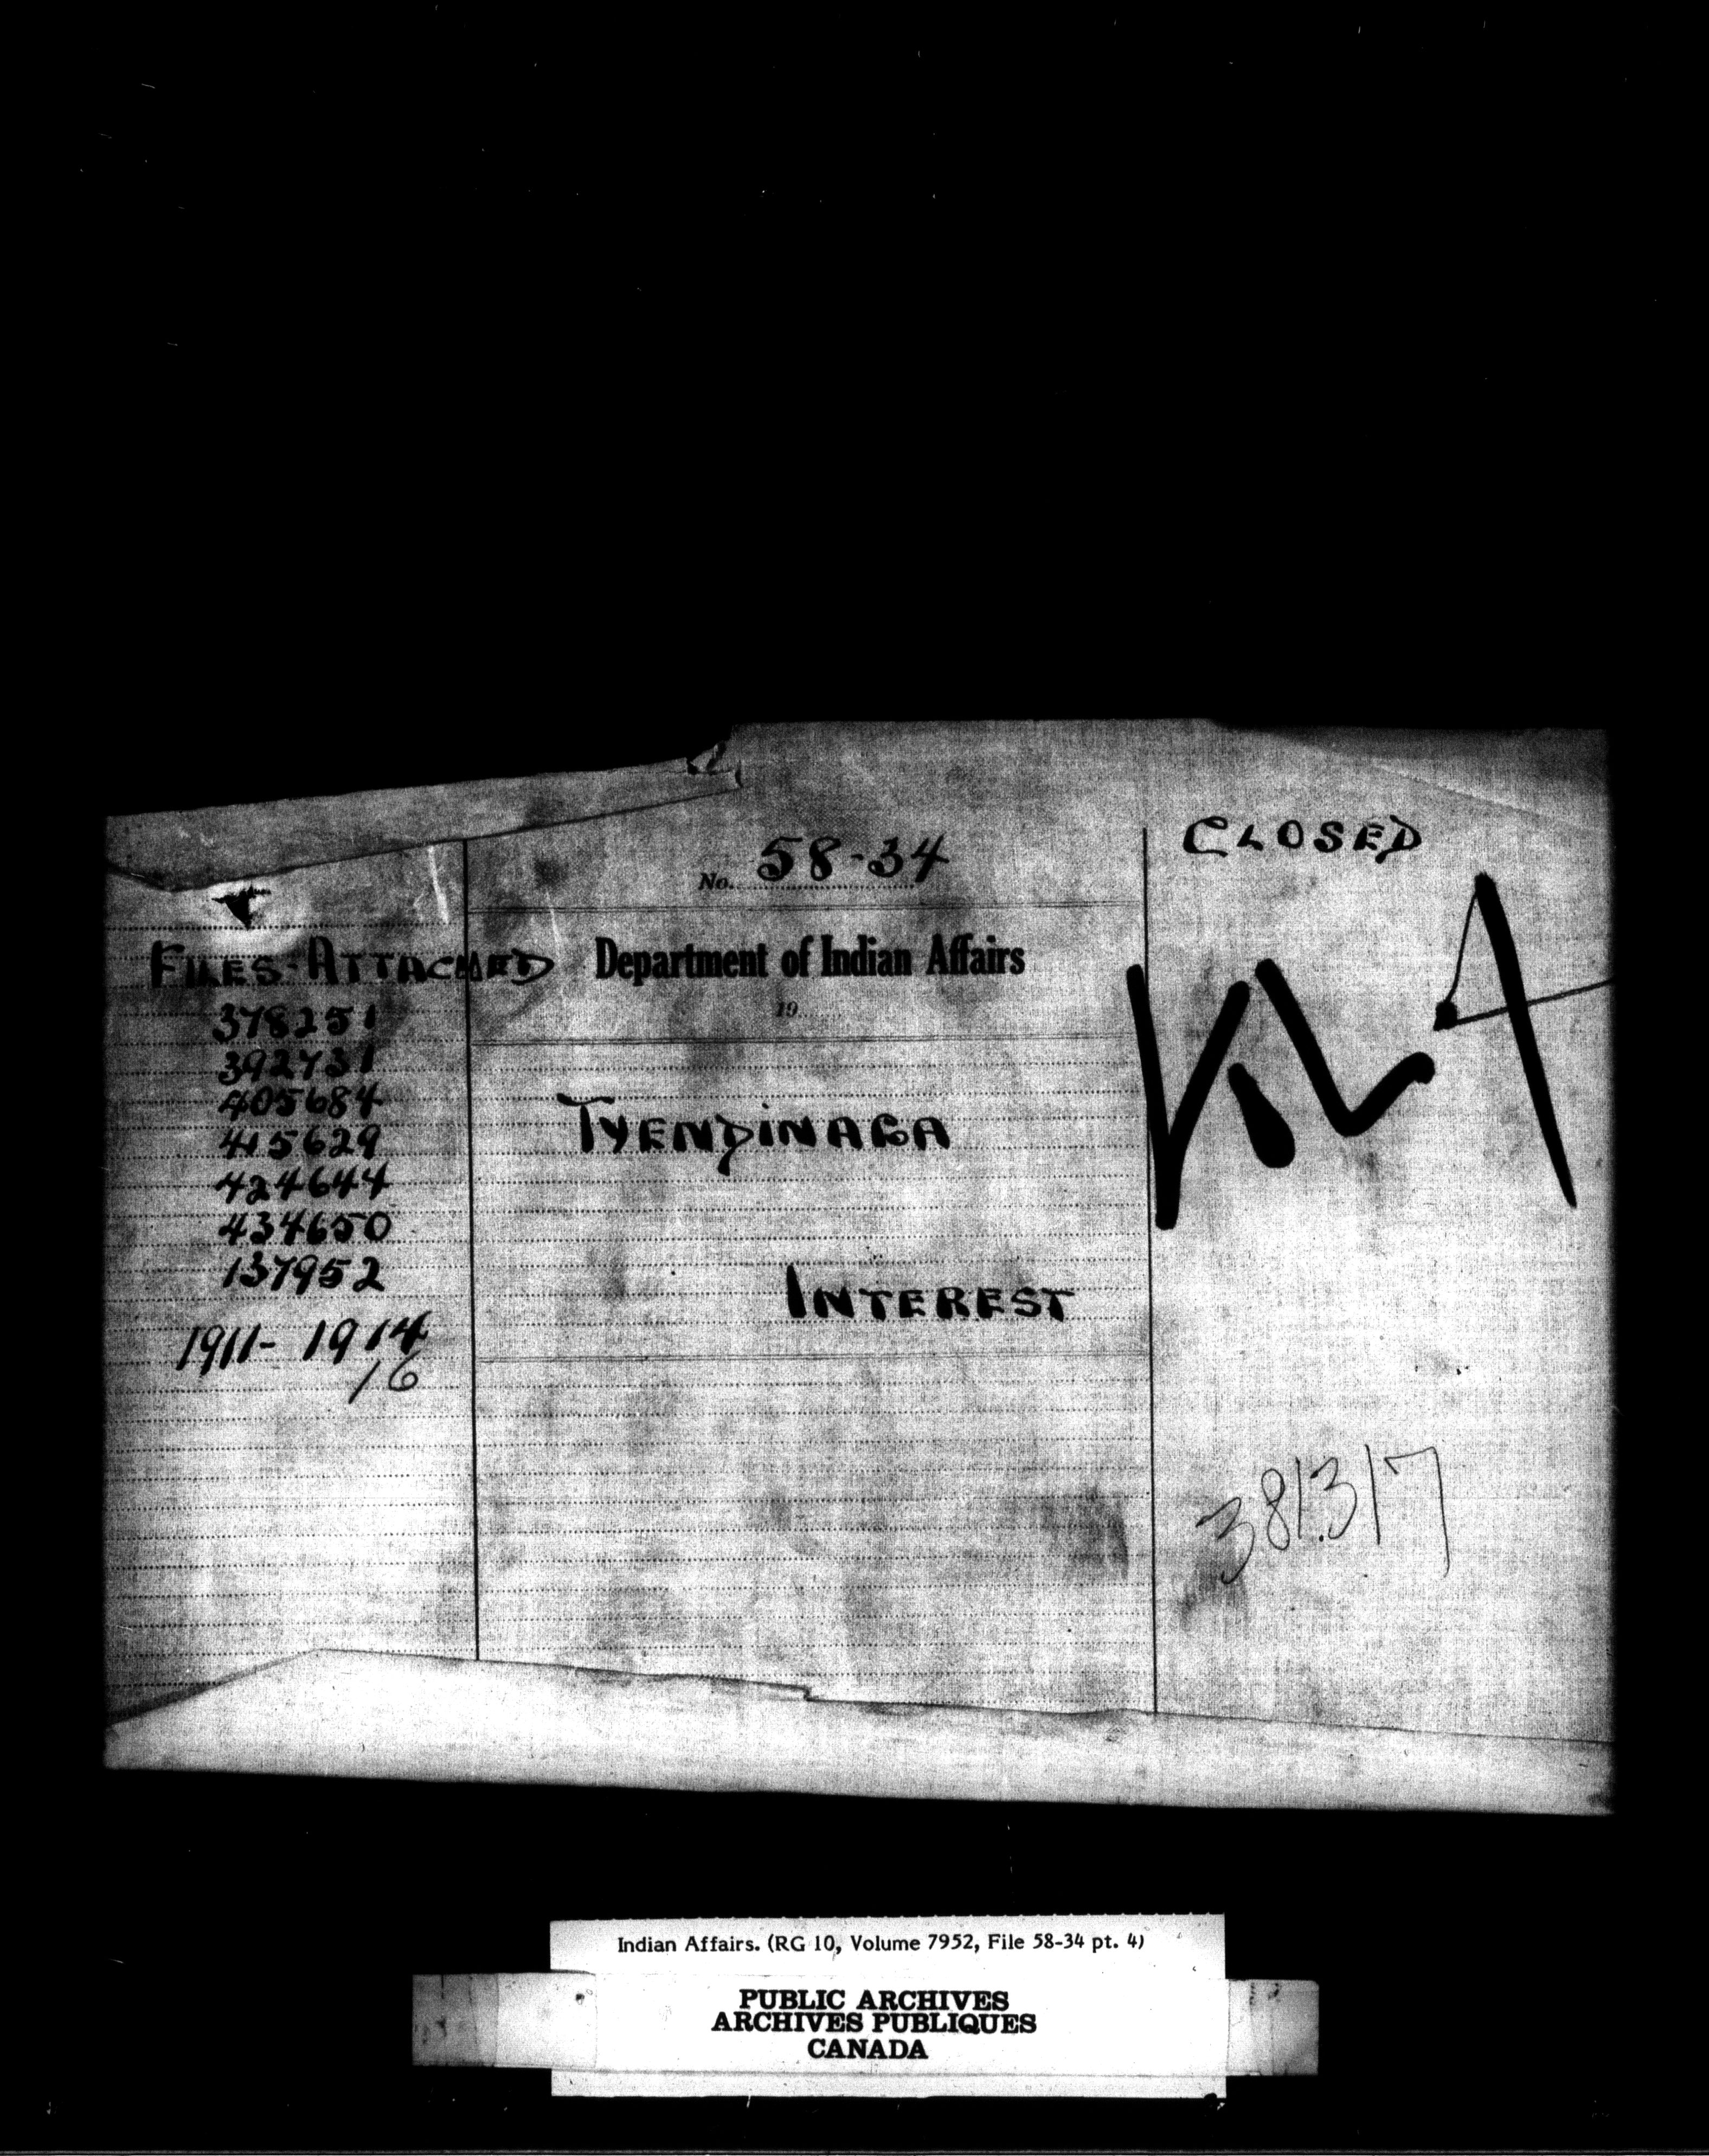 No. 58-34
CLOSED
FILES-ATTACHED
378251
392731
405684
415629
424644
434650
137952
1911-1914
16
Department of Indian Affairs
19
TYENDINAGA
INTEREST
381317
Indian Affairs. (RG 10, Volume 7952, File 58-34 pt. 4)
PUBLIC ARCHIVES
ARCHIVES PUBLIQUES
CANADA